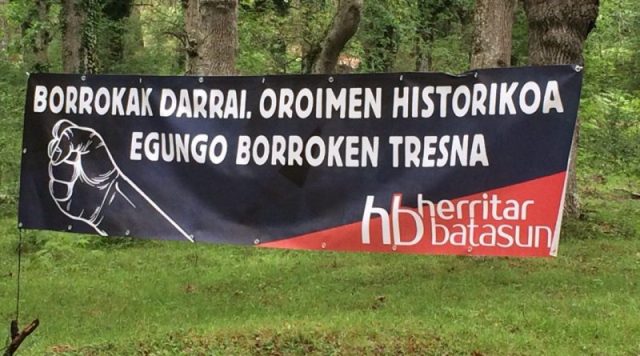 BORROKAK DARRAI. OROIMEN HISTORIKOA
EGUNGO BORROKEN TRESNA
hb herritar
batasun